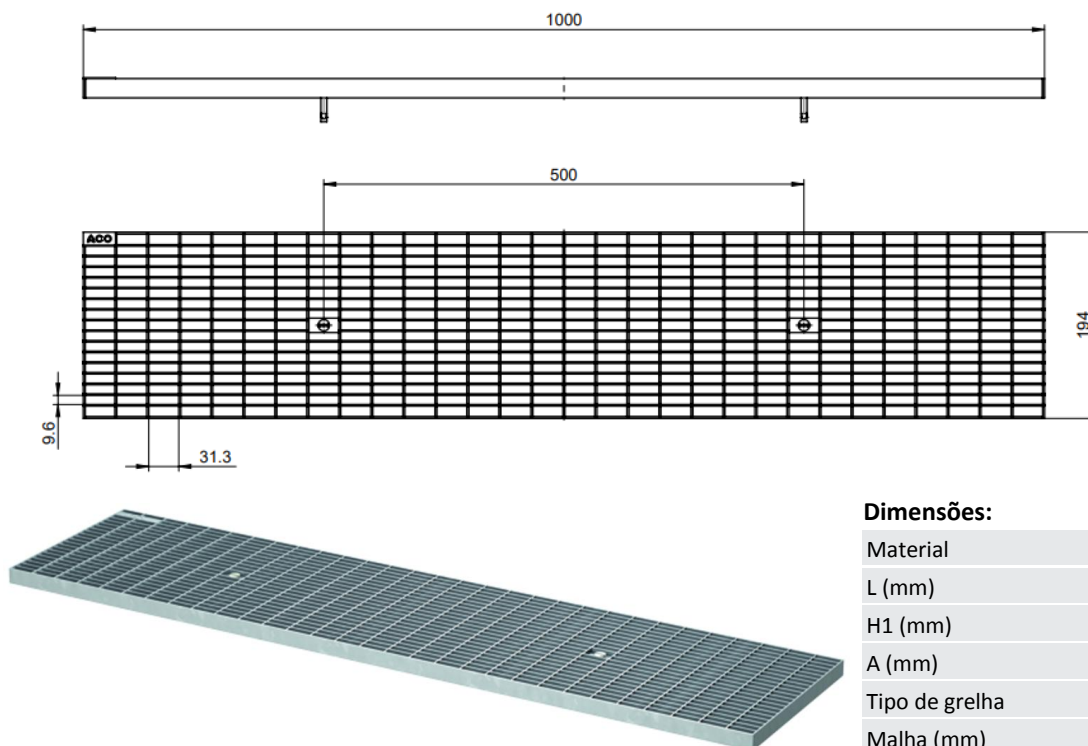 1000
500
ACO
194
9.6
31.3
Dimensões:
Material
L (mm)
H1 (mm)
A (mm)
Tipo de grelha
Malha (mm)